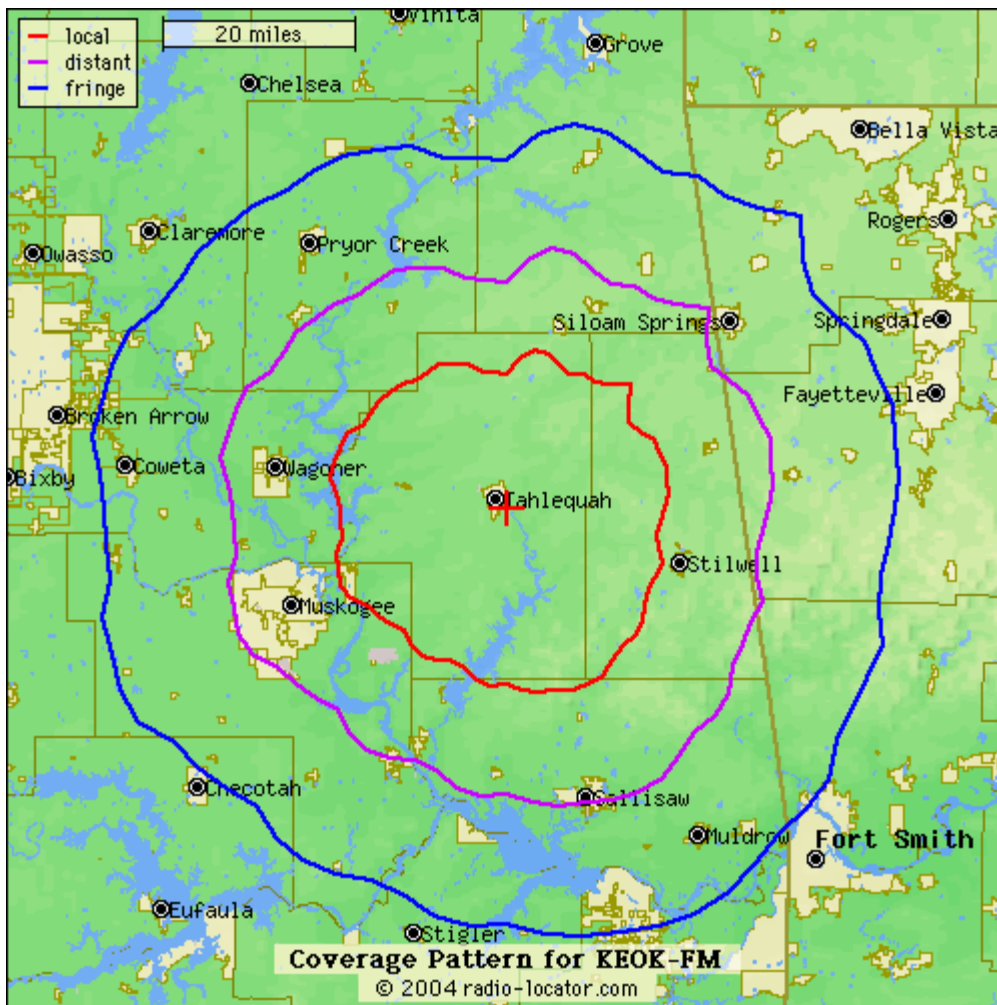 Vinita
local
20 miles
Grove
distant
Chelsea
fringe
Bella Vista
Rogers
Claremore
Pryor Creek
Owasso
Siloam Springs
Springdale
Fayetteville
Broken Arrow
Coweta
Wagoner
Bixby
Tahlequah
Stilwell
Muskogee
Checotah
Sallisaw
Muldrow
Fort Smith
Eufaula
Stigler
Coverage Pattern for KEOK-FM
© 2004 radio-locator.com